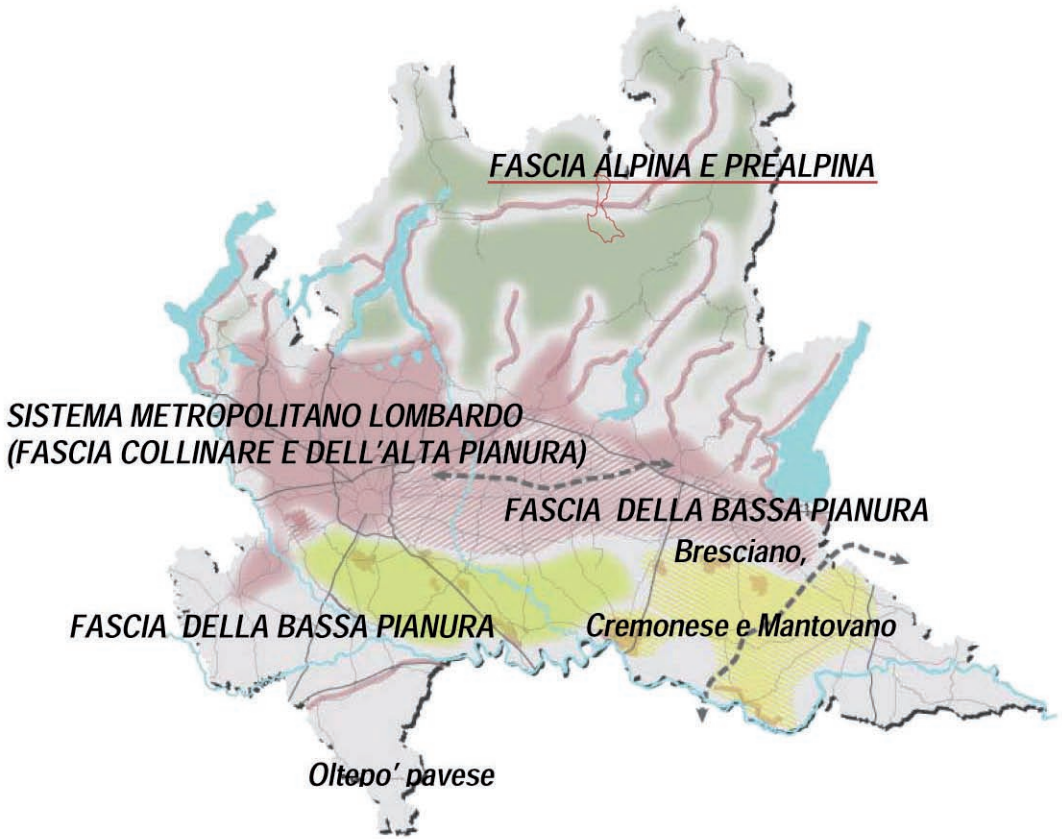 FASCIA ALPINA E PREALPINA
SISTEMA METROPOLITANO LOMBARDO
(FASCIA COLLINARE E DELL'ALTA PIANURA)
FASCIA DELLA BASSA PIANURA
Bresciano,
FASCIA DELLA BASSA PIANURA
Cremonese e Mantovano
Oltepo' pavese